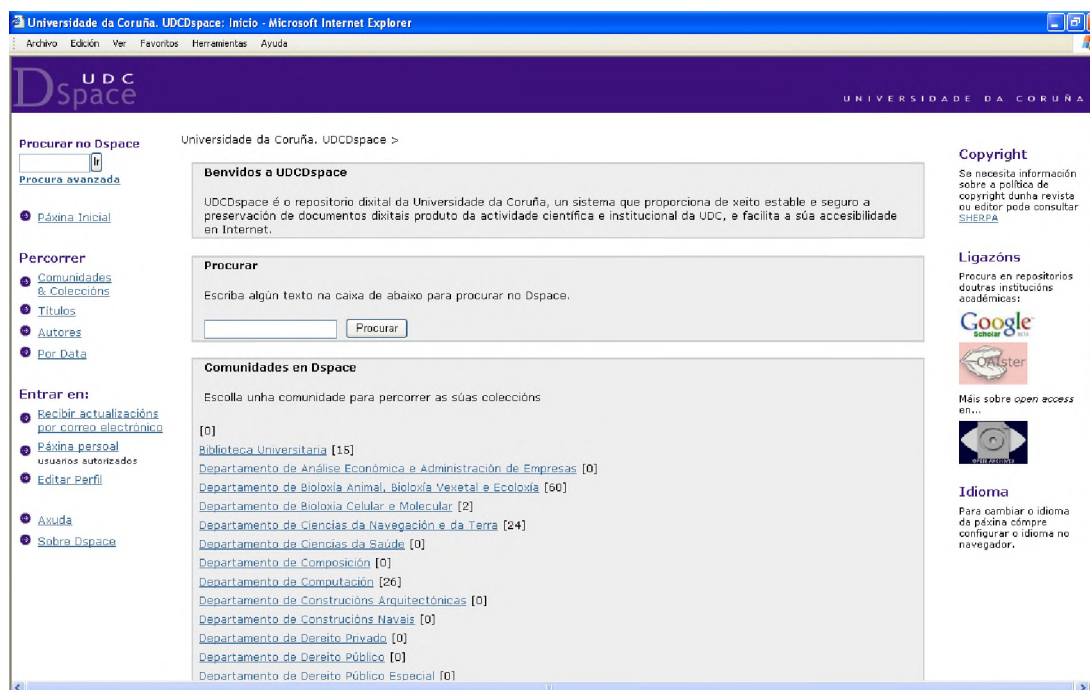 Universidade da Coruña. UDCDspace: Inicio - Microsoft Internet Explorer
Archivo Edición Ver Favoritos Herramientas Ayuda
UDC
Dspace
UNIVERSIDADE DA CORUÑA
Procurar no Dspace
Ir
Procura avanzada
Páxina Inicial
Percorrer
Comunidades
& Coleccións
Títulos
Autores
Por Data
Entrar en:
Recibir actualizacións
por correo electrónico
Páxina persoal
usuarios autorizados
Editar Perfil
Axuda
Sobre Dspace
Universidade da Coruña. UDCDspace >
Benvidos a UDCDspace
UDCDspace é o repositorio dixital da Universidade da Coruña, un sistema que proporciona de xeito estable e seguro a
preservación de documentos dixitais produto da actividade científica e institucional da UDC, e facilita a súa accesibilidade
en Internet.
Procurar
Escriba algún texto na caixa de abaixo para procurar no Dspace.
Procurar
Comunidades en Dspace
Escolla unha comunidade para percorrer as súas coleccións
[0]
Biblioteca Universitaria [15]
Departamento de Análise Económica e Administración de Empresas [0]
Departamento de Bioloxía Animal, Bioloxía Vexetal e Ecoloxía [60]
Departamento de Bioloxia Celular e Molecular [2]
Departamento de Ciencias da Navegación e da Terra [24]
Departamento de Ciencias da Saúde [0]
Departamento de Composición [0]
Departamento de Computación [26]
Departamento de Construcións Arquitectónicas [0]
Departamento de Construcións Navais [0]
Departamento de Dereito Privado [0]
Departamento de Dereito Público [0]
Departamento de Dereito Público Especial [0]
Copyright
Se necesita información
sobre a política de
copyright dunha revista
ou editor pode consultar
SHERPA
Ligazóns
Procura en repositorios
doutras institucións
académicas:
Google
Scholar BETA
OAIster
Máis sobre open access
en...
OPEN ARCHIVES
Idioma
Para cambiar o idioma
da páxina cómpre
configurar o idioma no
navegador.